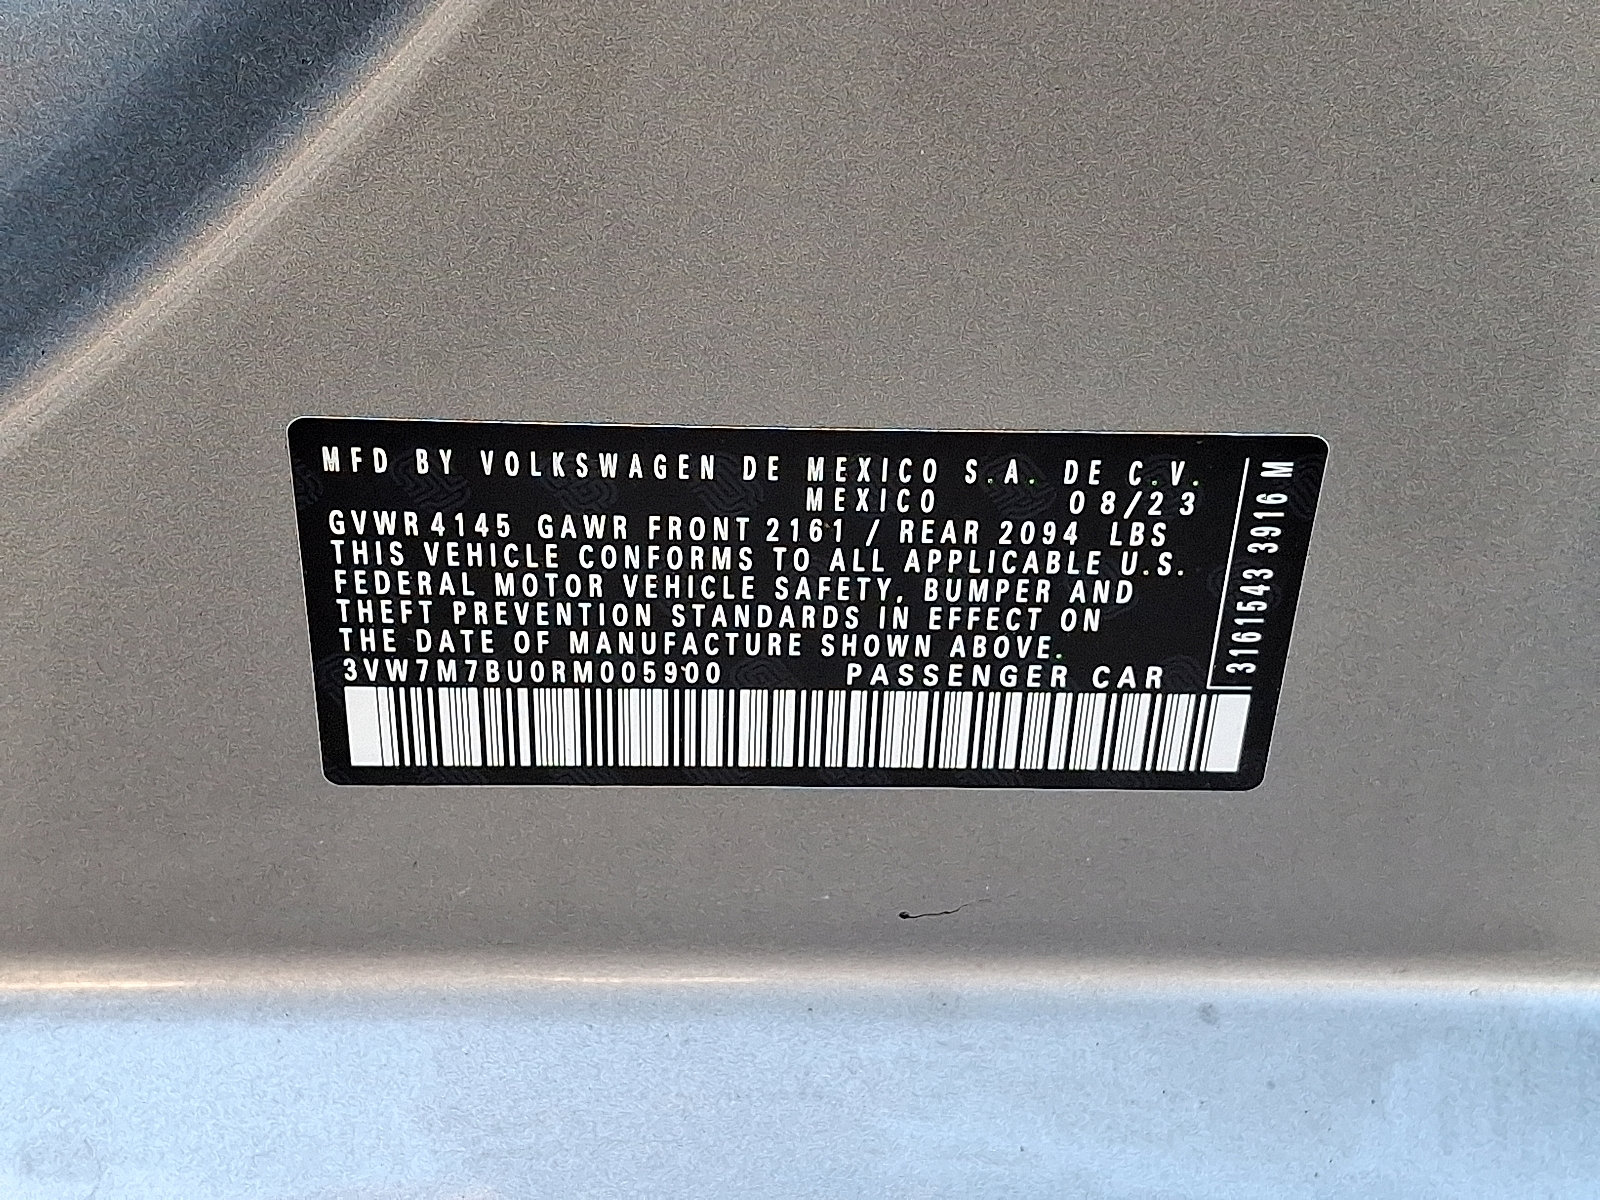 MFD BY VOLKSWAGEN DE MEXICO S.A. DE C.V.
MEXICO 08/23
GVWR 4145 GAWR FRONT 2161 / REAR 2094 LBS
THIS VEHICLE CONFORMS TO ALL APPLICABLE U.S.
FEDERAL MOTOR VEHICLE SAFETY, BUMPER AND
THEFT PREVENTION STANDARDS IN EFFECT ON
THE DATE OF MANUFACTURE SHOWN ABOVE.
3VW7M7BU0RM005900 PASSENGER CAR
3161543 3916 M